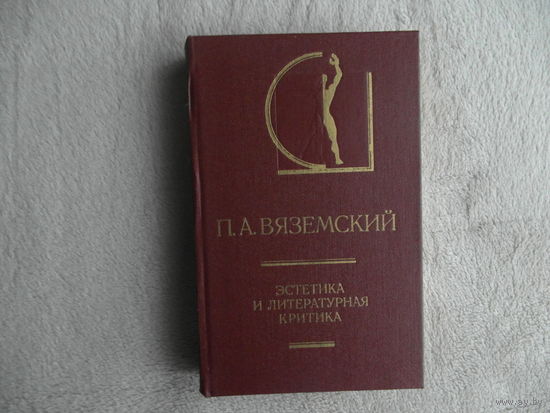 П. А. ВЯЗЕМСКИЙ
ЭСТЕТИКА
И ЛИТЕРАТУРНАЯ
КРИТИКА